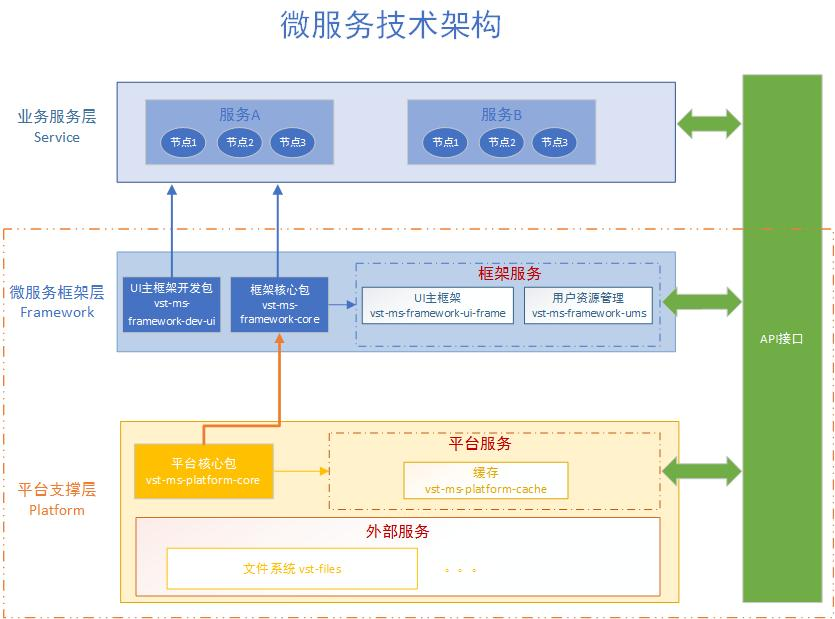 微服务技术架构
业务服务层
Service
服务A
节点1
节点2
节点3
服务B
节点1
节点2
节点3
微服务框架层
Framework
UI主框架开发包
vst-ms-
framework-dev-ui
框架核心包
vst-ms-
framework-core
框架服务
UI主框架
vst-ms-framework-ui-frame
用户资源管理
vst-ms-framework-ums
API接口
平台支撑层
Platform
平台核心包
vst-ms-platform-core
平台服务
缓存
vst-ms-platform-cache
外部服务
文件系统 vst-files
。。。